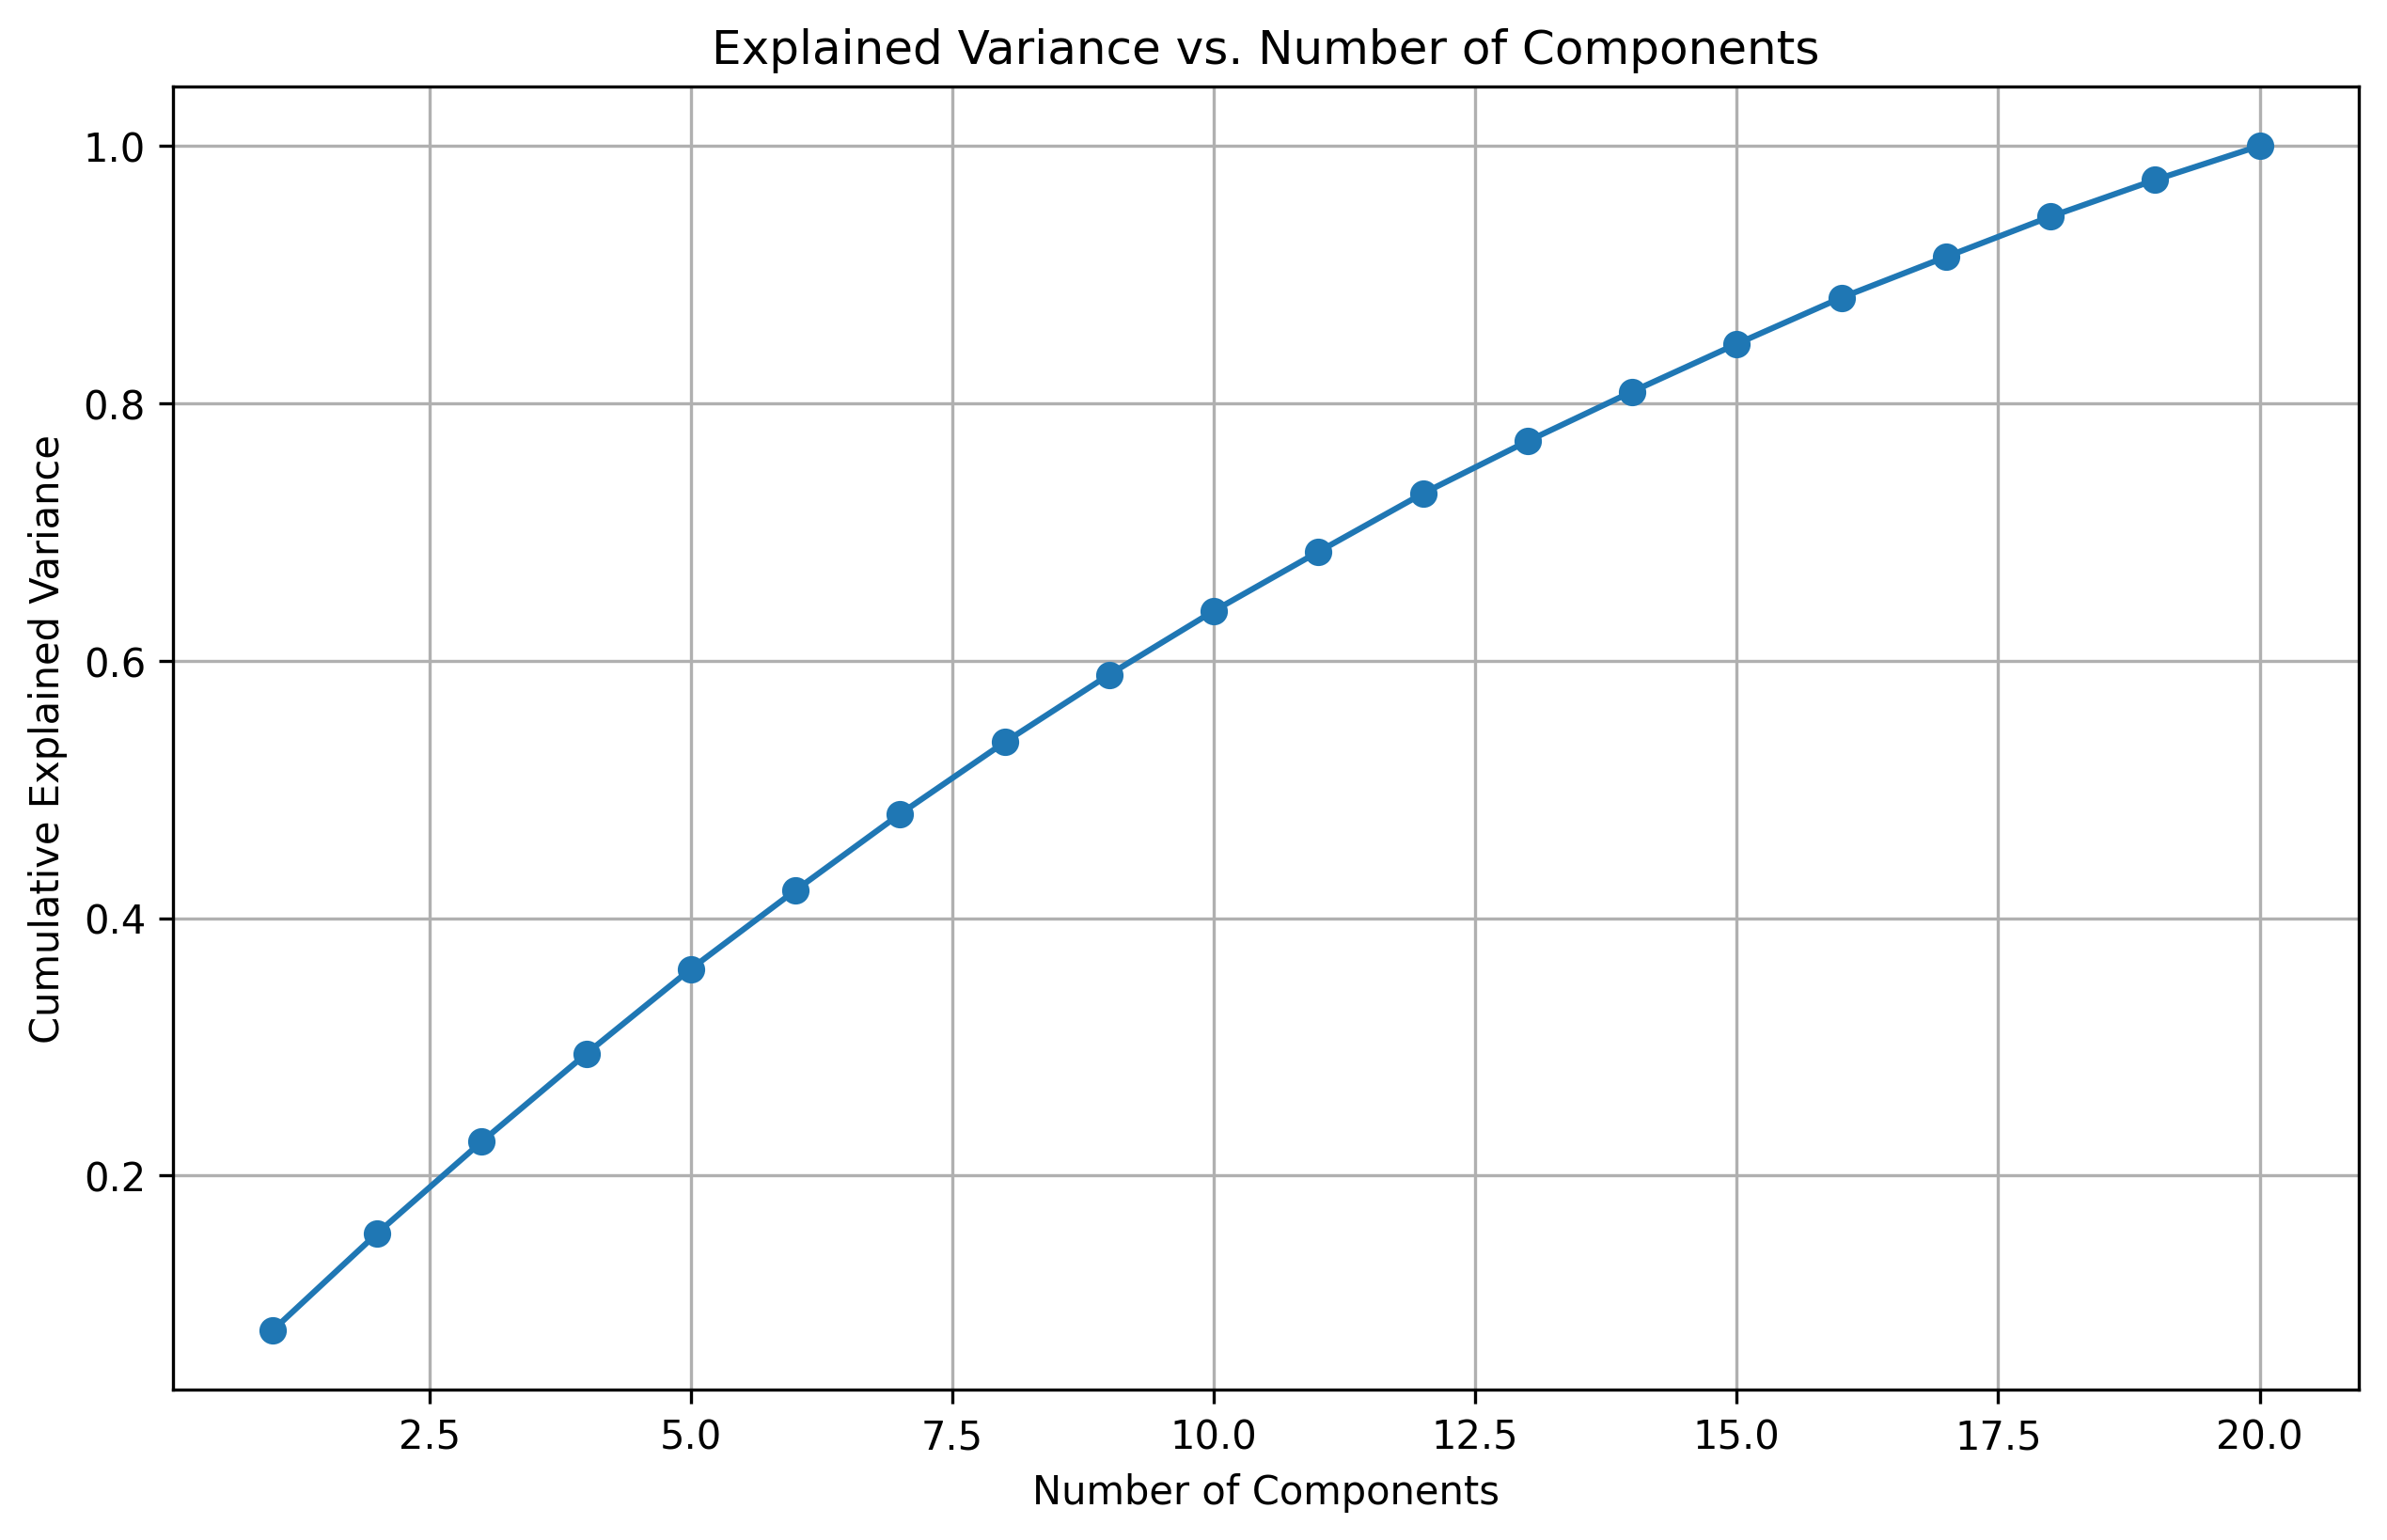 Explained Variance vs. Number of Components
Cumulative Explained Variance
1.0
0.8
0.6
0.4
0.2
2.5 5.0 7.5 10.0 12.5 15.0 17.5 20.0
Number of Components